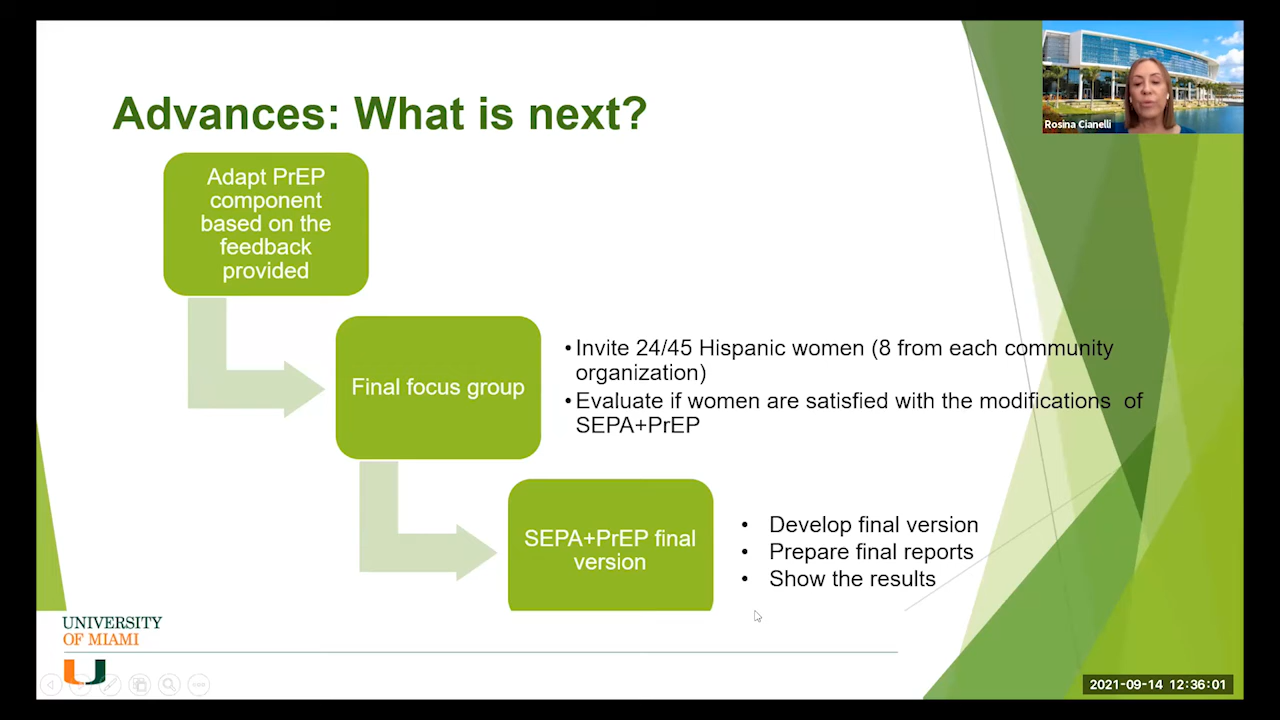 Advances: What is next?
Rosina Cianelli
Adapt PrEP
component
based on the
feedback
provided
Final focus group
• Invite 24/45 Hispanic women (8 from each community
organization)
• Evaluate if women are satisfied with the modifications of
SEPA+PrEP
SEPA+PrEP final
version
• Develop final version
• Prepare final reports
• Show the results
UNIVERSITY
OF MIAMI
U
2021-09-14 12:36:01